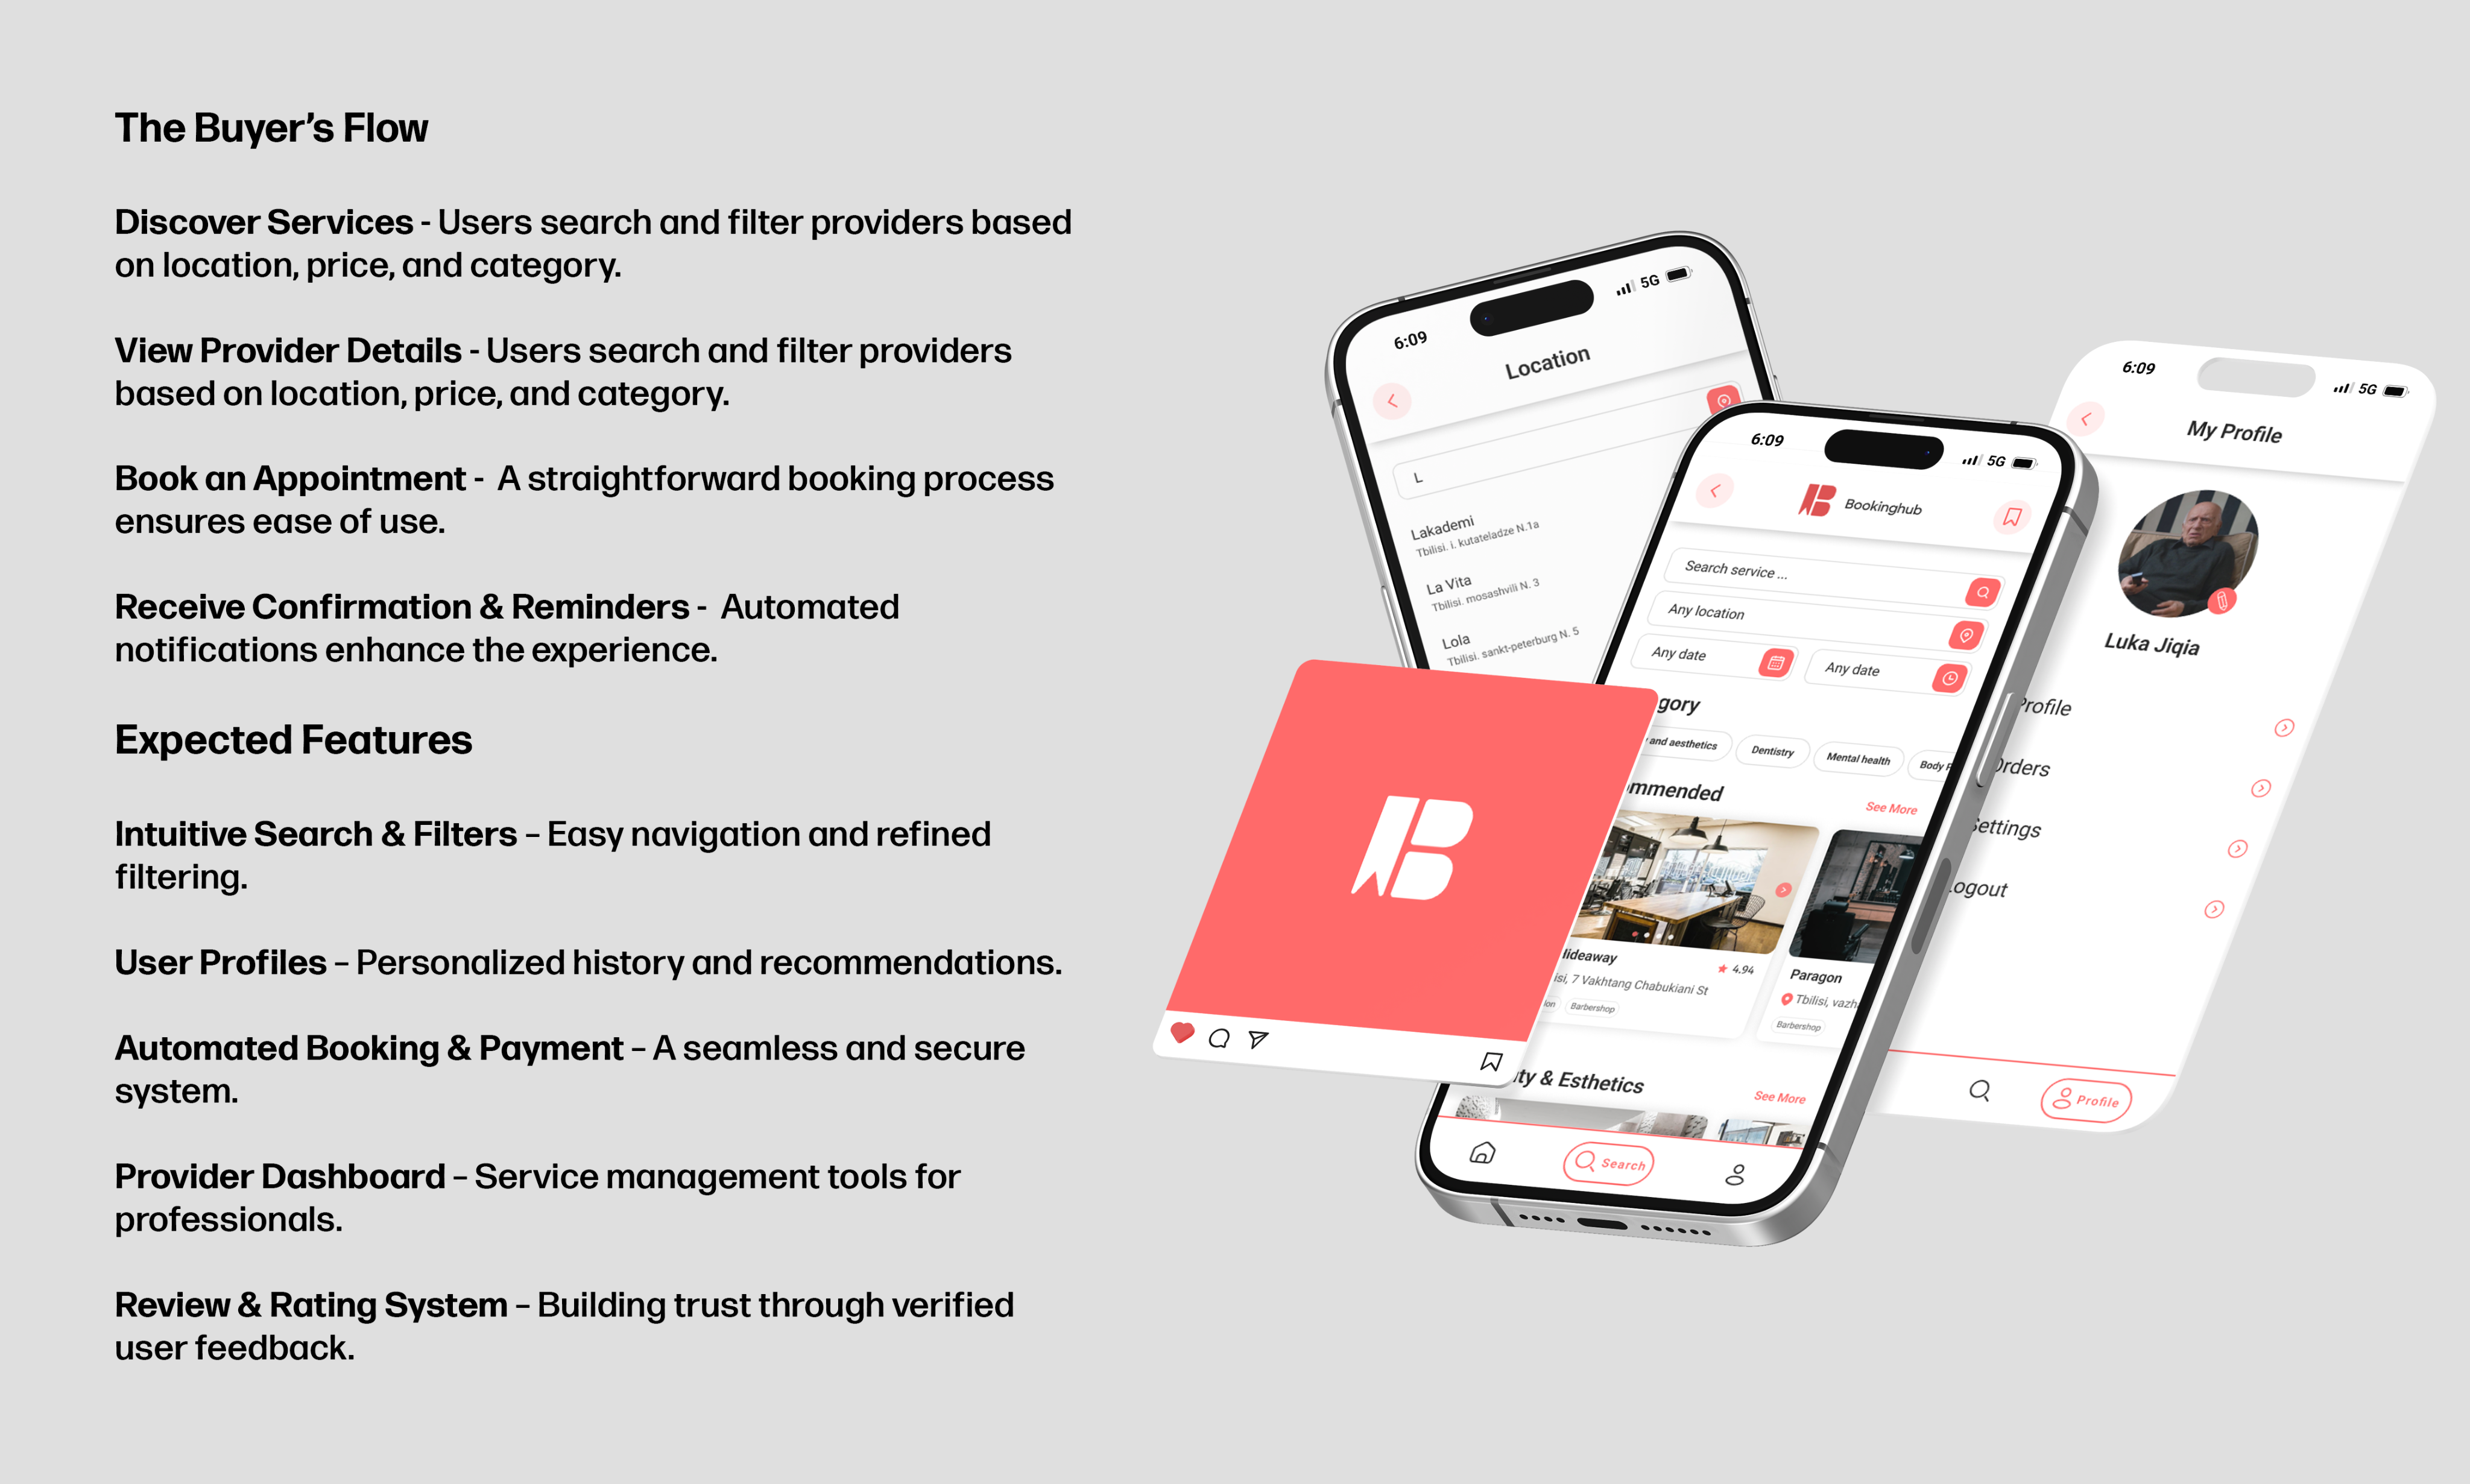 The Buyer’s Flow
Discover Services - Users search and filter providers based
on location, price, and category.
View Provider Details - Users search and filter providers
based on location, price, and category.
Book an Appointment - A straightforward booking process
ensures ease of use.
Receive Confirmation & Reminders - Automated
notifications enhance the experience.
Expected Features
Intuitive Search & Filters – Easy navigation and refined
filtering.
User Profiles – Personalized history and recommendations.
Automated Booking & Payment – A seamless and secure
system.
Provider Dashboard – Service management tools for
professionals.
Review & Rating System – Building trust through verified
user feedback.
6:09
5G
Location
L
Lakademi
Tbilisi. i. kutateladze N.1a
La Vita
Tbilisi. mosashvili N. 3
Lola
Tbilisi. sankt-peterburg N. 5
6:09
5G
Bookinghub
Search service ...
Any location
Any date
Any date
gory
and aesthetics
Dentistry
Mental health
Body
mmended
See More
ideaway
4.94
isi, 7 Vakhtang Chabukiani St
lon
Barbershop
Paragon
Tbilisi, vazh
Barbershop
ty & Esthetics
See More
Search
6:09
5G
My Profile
Luka Jiqia
Profile
Orders
Settings
ogout
Profile